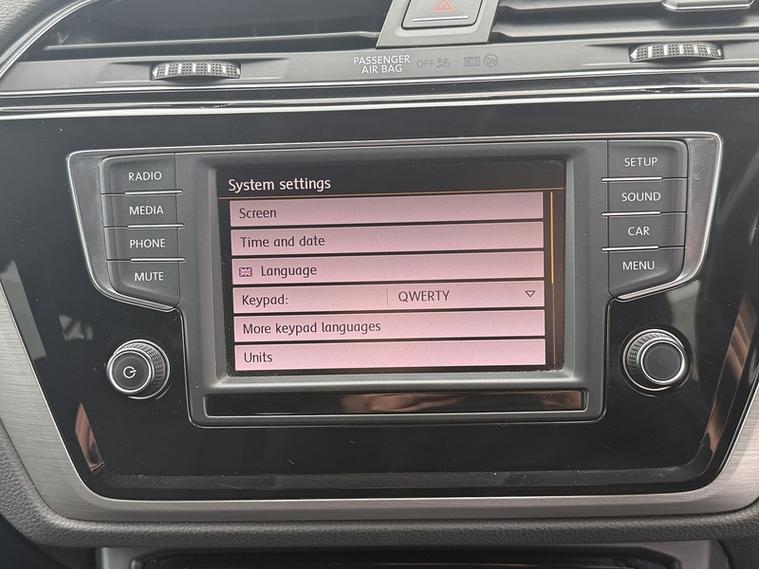 PASSENGER
AIR BAG
OFF
RADIO
MEDIA
PHONE
MUTE
System settings
Screen
Time and date
Language
Keypad: QWERTY
More keypad languages
Units
SETUP
SOUND
CAR
MENU